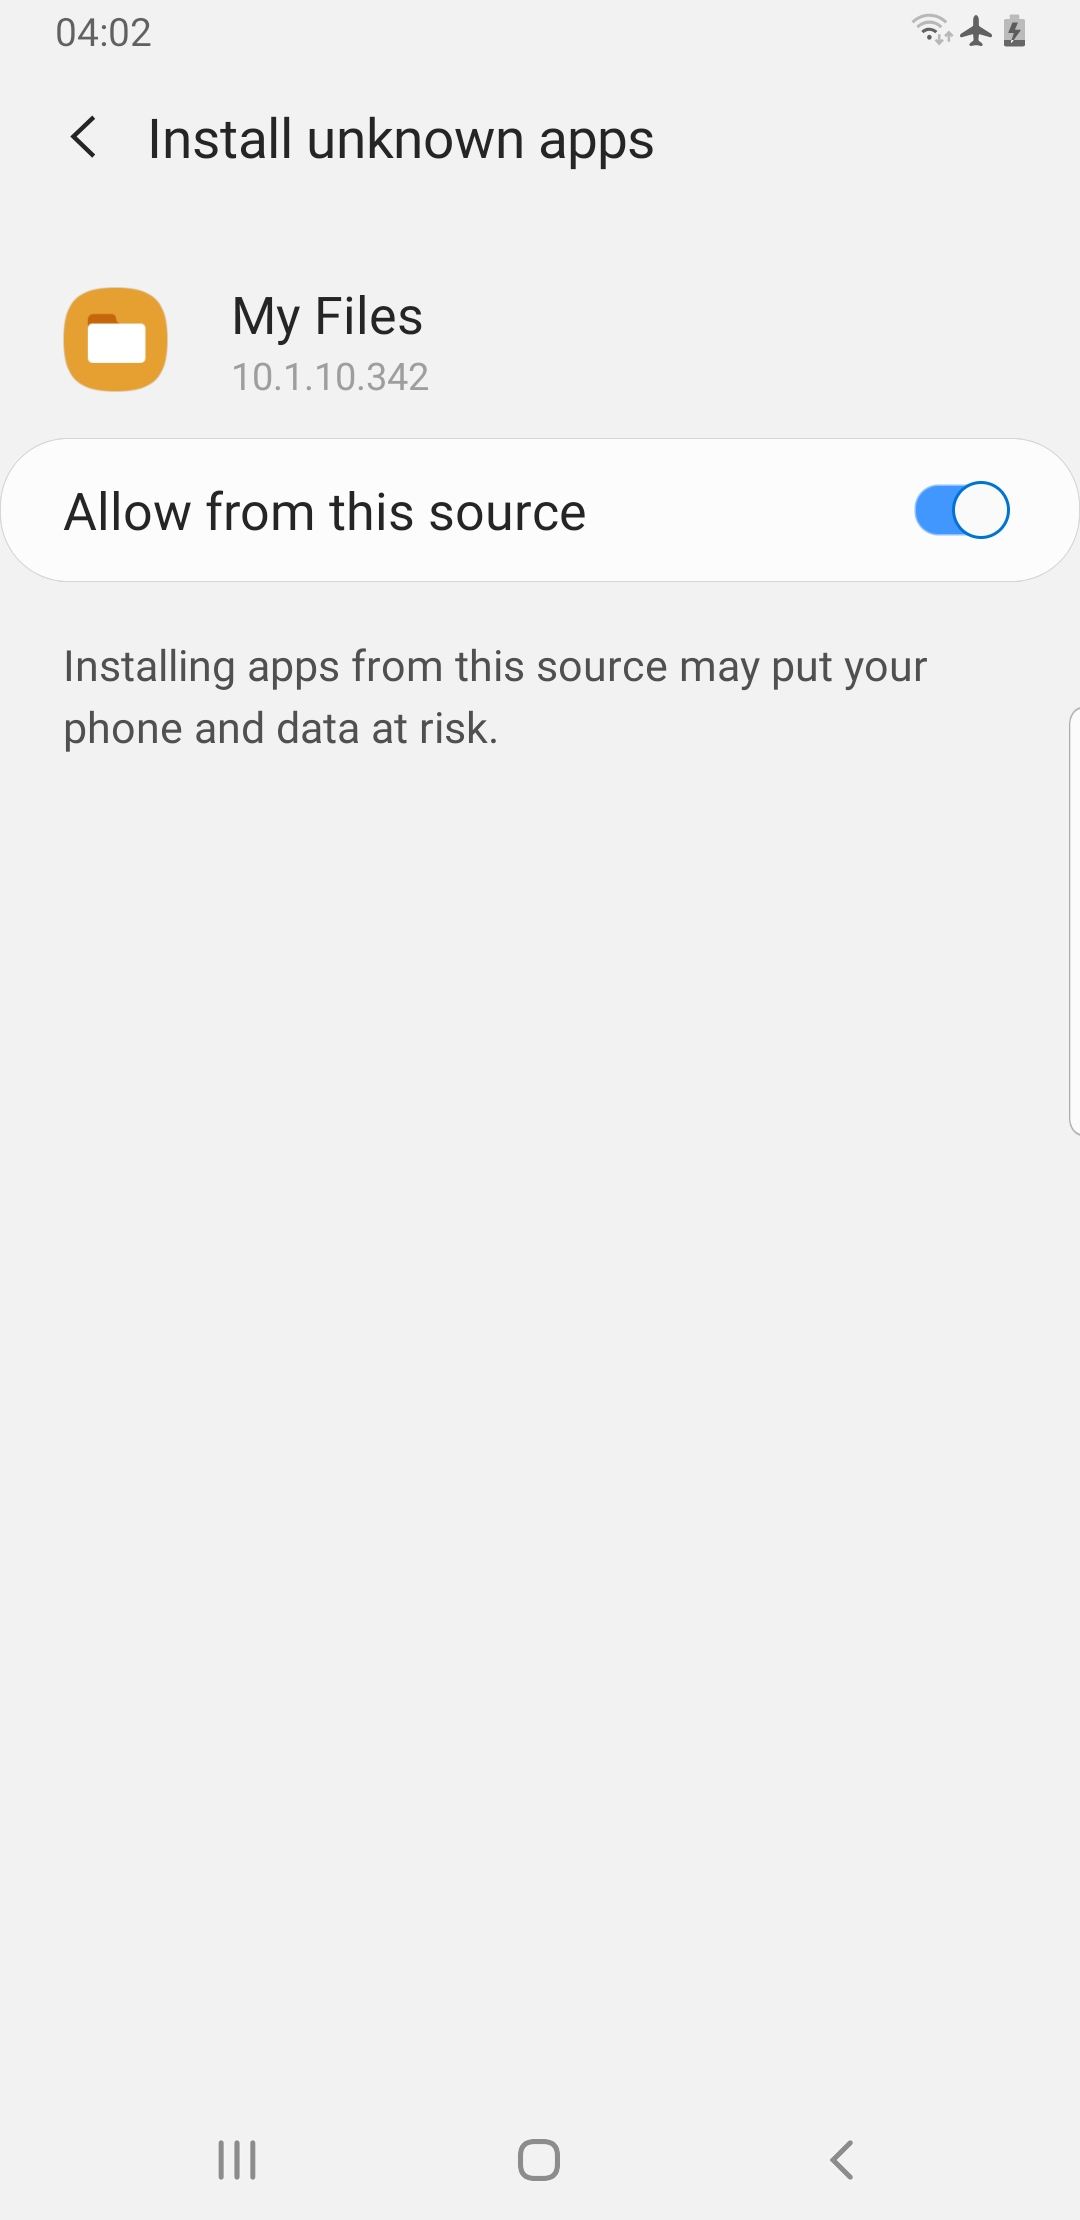 04:02
Install unknown apps
My Files
10.1.10.342
Allow from this source
Installing apps from this source may put your
phone and data at risk.